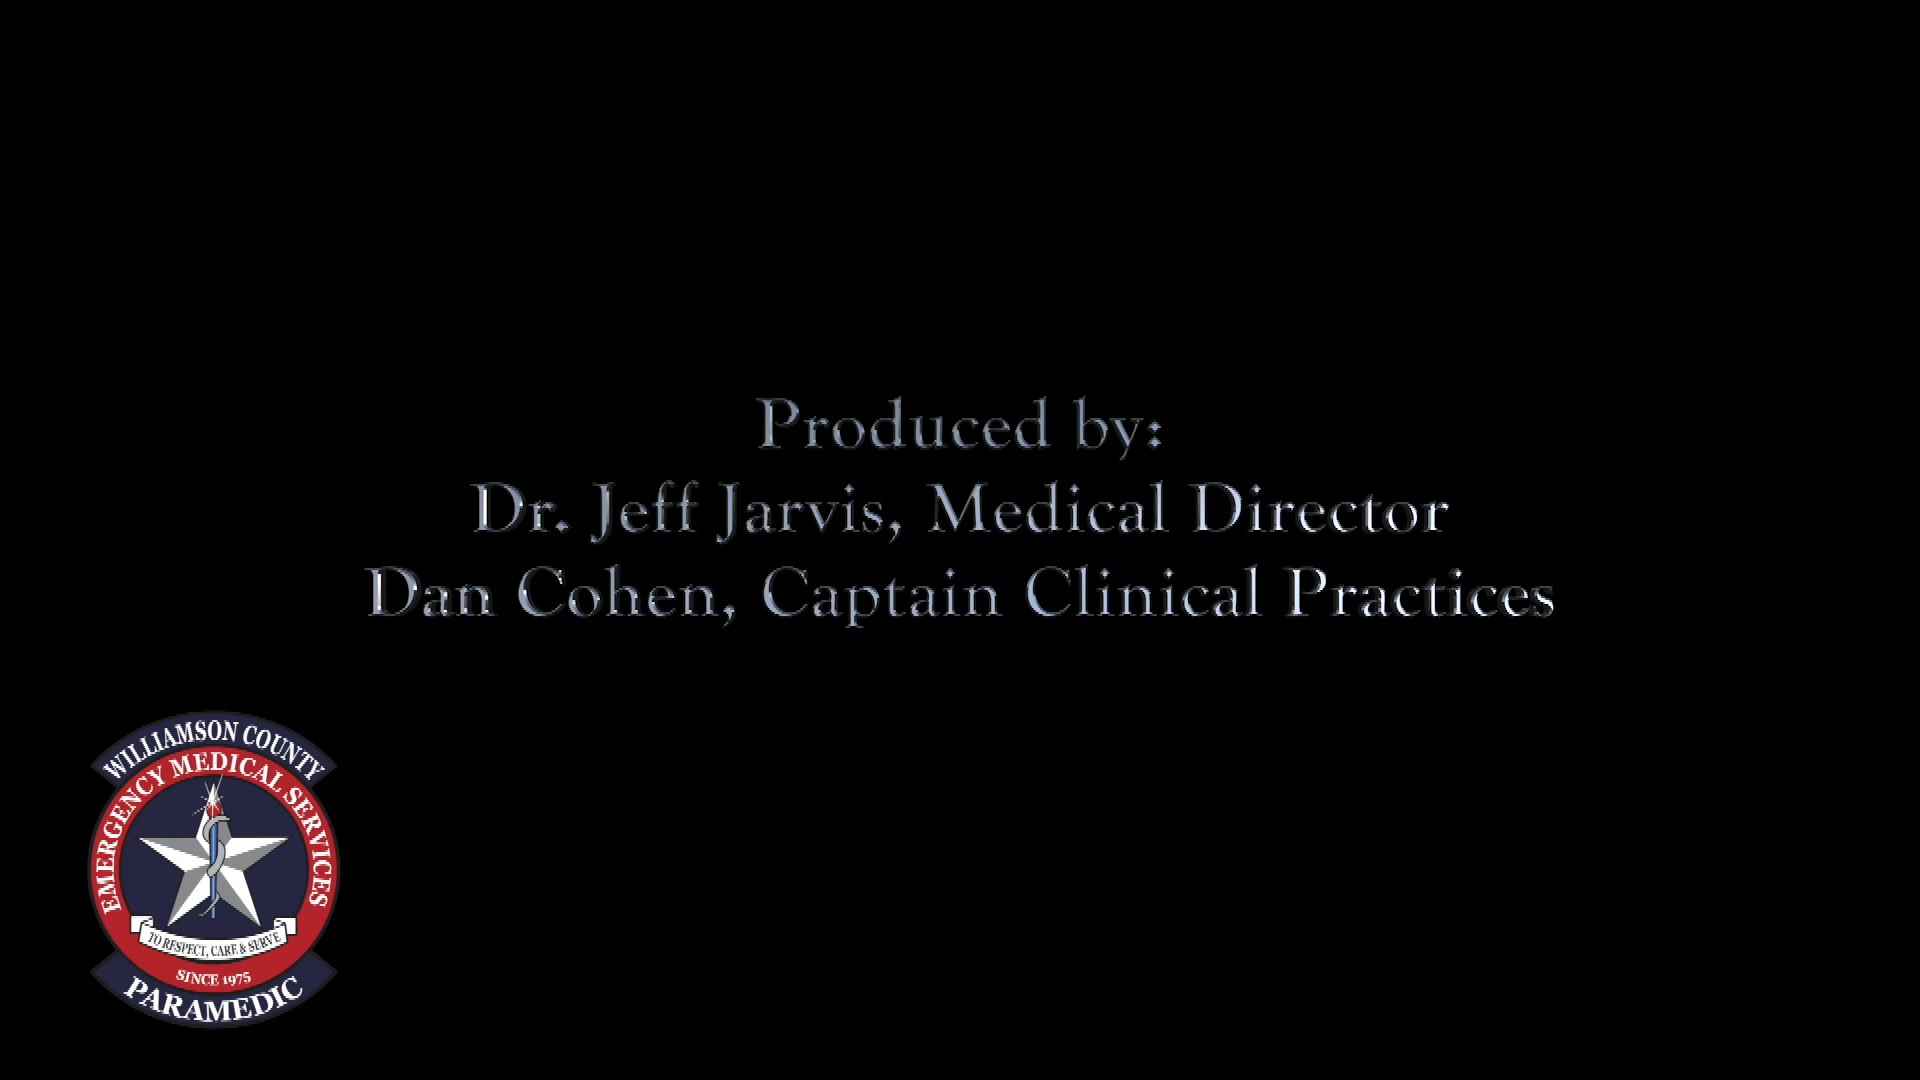 Produced by:
Dr. Jeff Jarvis, Medical Director
Dan Cohen, Captain Clinical Practices
WILLIAMSON COUNTY
EMERGENCY MEDICAL SERVICES
TO RESPECT, CARE & SERVE
SINCE 1975
PARAMEDIC